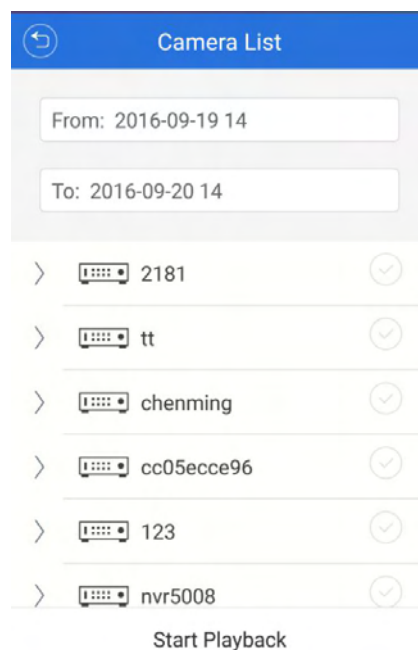 Camera List
From: 2016-09-19 14
To: 2016-09-20 14
2181
tt
chenming
cc05ecce96
123
nvr5008
Start Playback